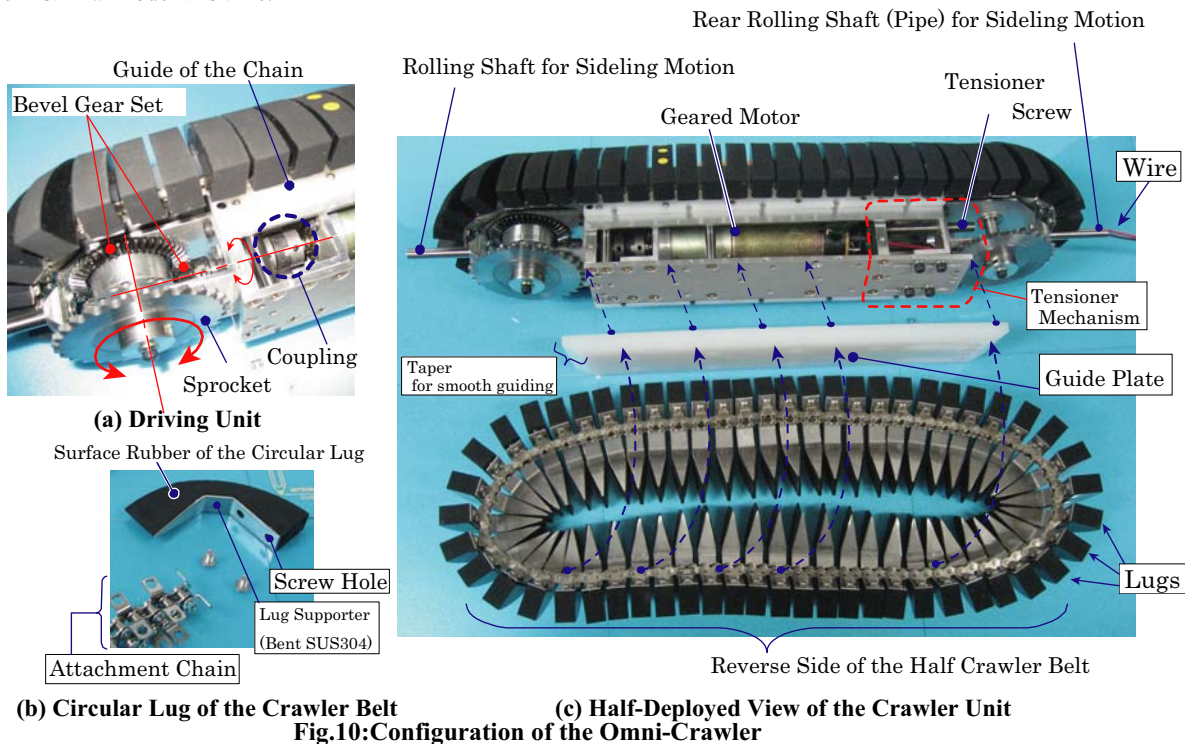 Rear Rolling Shaft (Pipe) for Sideling Motion
Guide of the Chain
Rolling Shaft for Sideling Motion
Tensioner
Screw
Bevel Gear Set
Geared Motor
Wire
Coupling
Sprocket
Tensioner
Mechanism
Taper
for smooth guiding
Guide Plate
(a) Driving Unit
Surface Rubber of the Circular Lug
Screw Hole
Lug Supporter
(Bent SUS304)
Attachment Chain
Lugs
Reverse Side of the Half Crawler Belt
(b) Circular Lug of the Crawler Belt
(c) Half-Deployed View of the Crawler Unit
Fig.10:Configuration of the Omni-Crawler